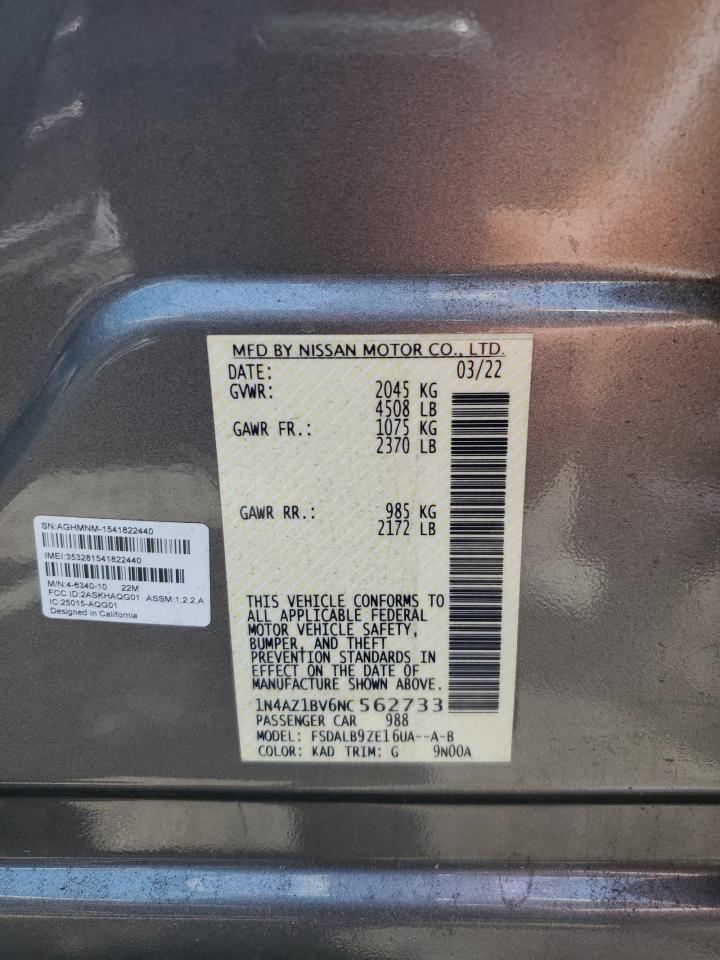 MFD BY NISSAN MOTOR CO., LTD.
DATE: 03/22
GVWR: 2045 KG
4508 LB
GAWR FR.: 1075 KG
2370 LB
GAWR RR.: 985 KG
2172 LB
THIS VEHICLE CONFORMS TO
ALL APPLICABLE FEDERAL
MOTOR VEHICLE SAFETY,
BUMPER, AND THEFT
PREVENTION STANDARDS IN
EFFECT ON THE DATE OF
MANUFACTURE SHOWN ABOVE.
1N4AZ1BV6NC562733
PASSENGER CAR 988
MODEL: FSDALB9ZE16UA--A-B
COLOR: KAD TRIM: G 9N00A
SN:AGHMNM-1541822440
IMEI:353281541822440
M/N:4-6340-10 22M
FCC ID:2ASKHAQG01 ASSM:1,2,2,A
IC:25015-AQG01
Designed in California